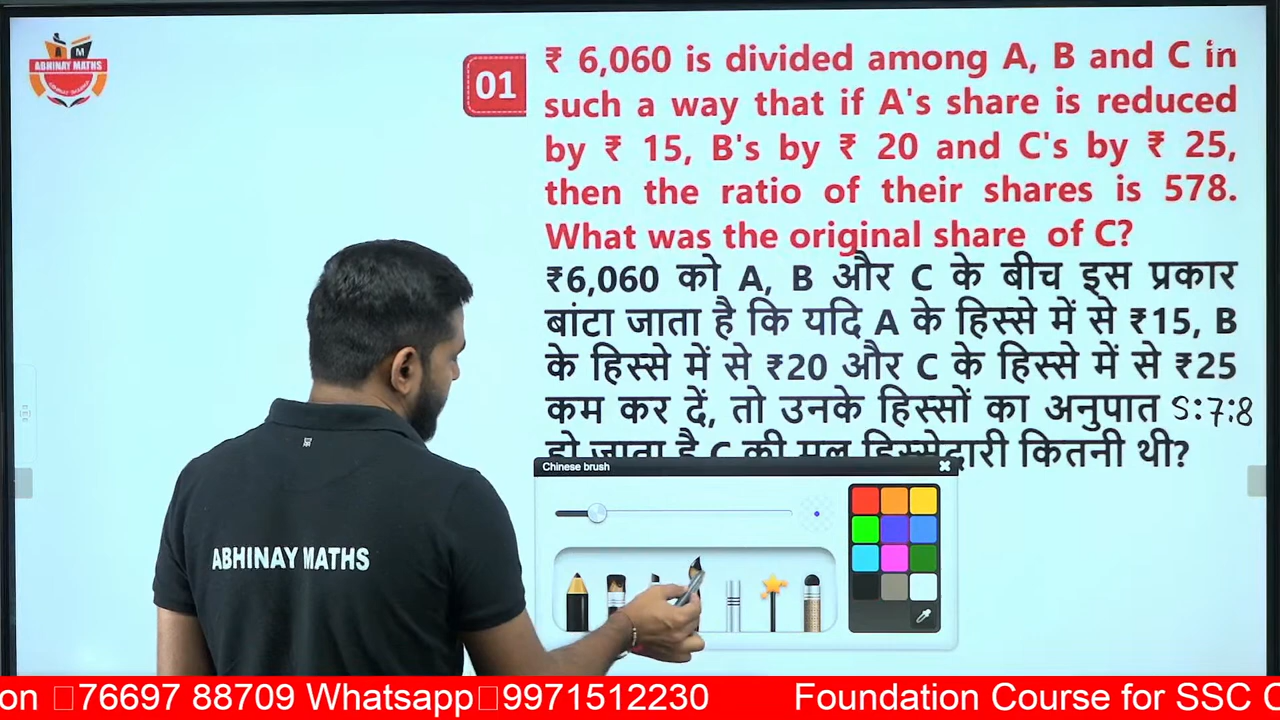 ABHINAY MATHS
01
₹ 6,060 is divided among A, B and C in
such a way that if A's share is reduced
by ₹ 15, B's by ₹ 20 and C's by ₹ 25,
then the ratio of their shares is 578.
What was the original share of C?
₹6,060 को A, B और C के बीच इस प्रकार
बांटा जाता है कि यदि A के हिस्से में से ₹15, B
के हिस्से में से ₹20 और C के हिस्से में से ₹25
कम कर दें, तो उनके हिस्सों का अनुपात 5:7:8
हो जाता है C की मूल हिस्सेदारी कितनी थी?
Chinese brush
ABHINAY MATHS
on 76697 88709 Whatsapp 9971512230 Foundation Course for SSC C